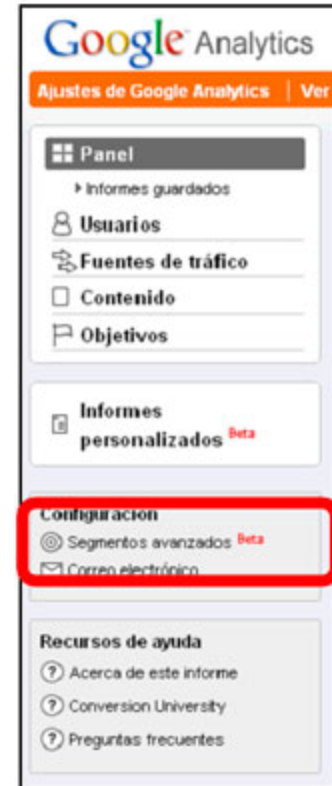 Google Analytics
Ajustes de Google Analytics | Ver
Panel
Informes guardados
Usuarios
Fuentes de tráfico
Contenido
Objetivos
Informes
personalizados Beta
Configuración
Segmentos avanzados Beta
Correo electrónico
Recursos de ayuda
Acerca de este informe
Conversion University
Preguntas frecuentes